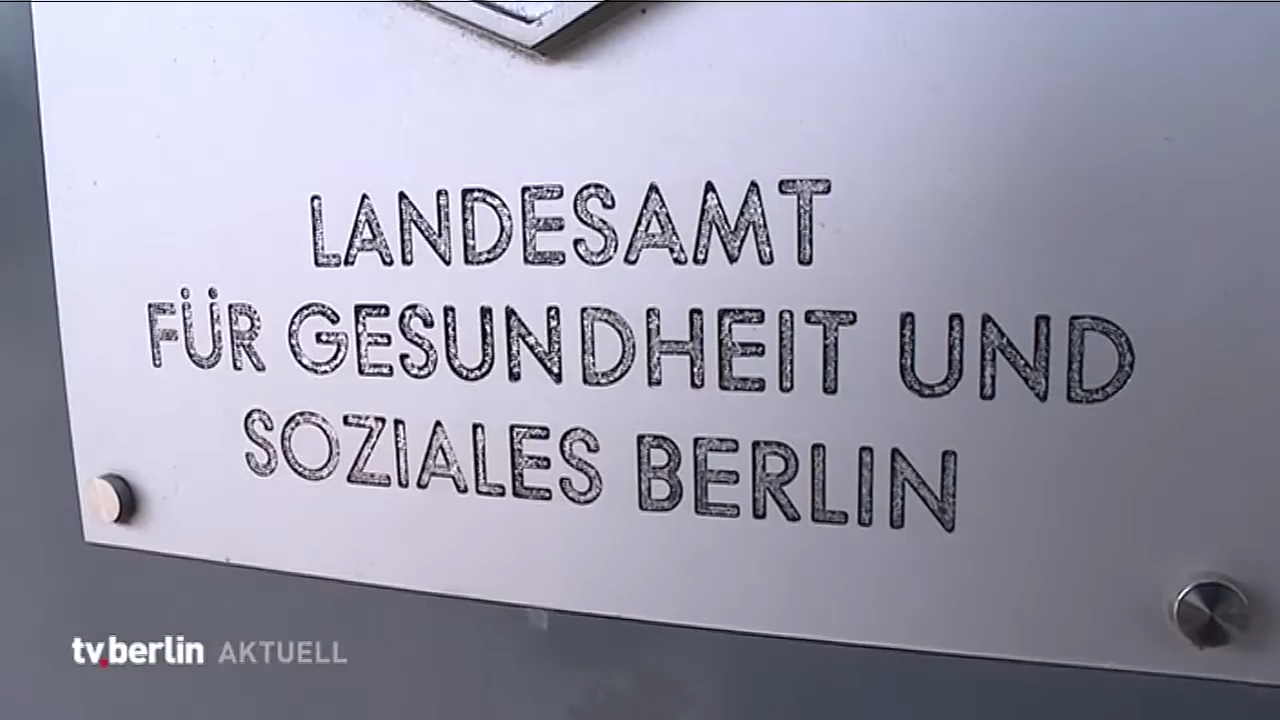 LANDESAMT
FÜR GESUNDHEIT UND
SOZIALES BERLIN
tv.berlin AKTUELL